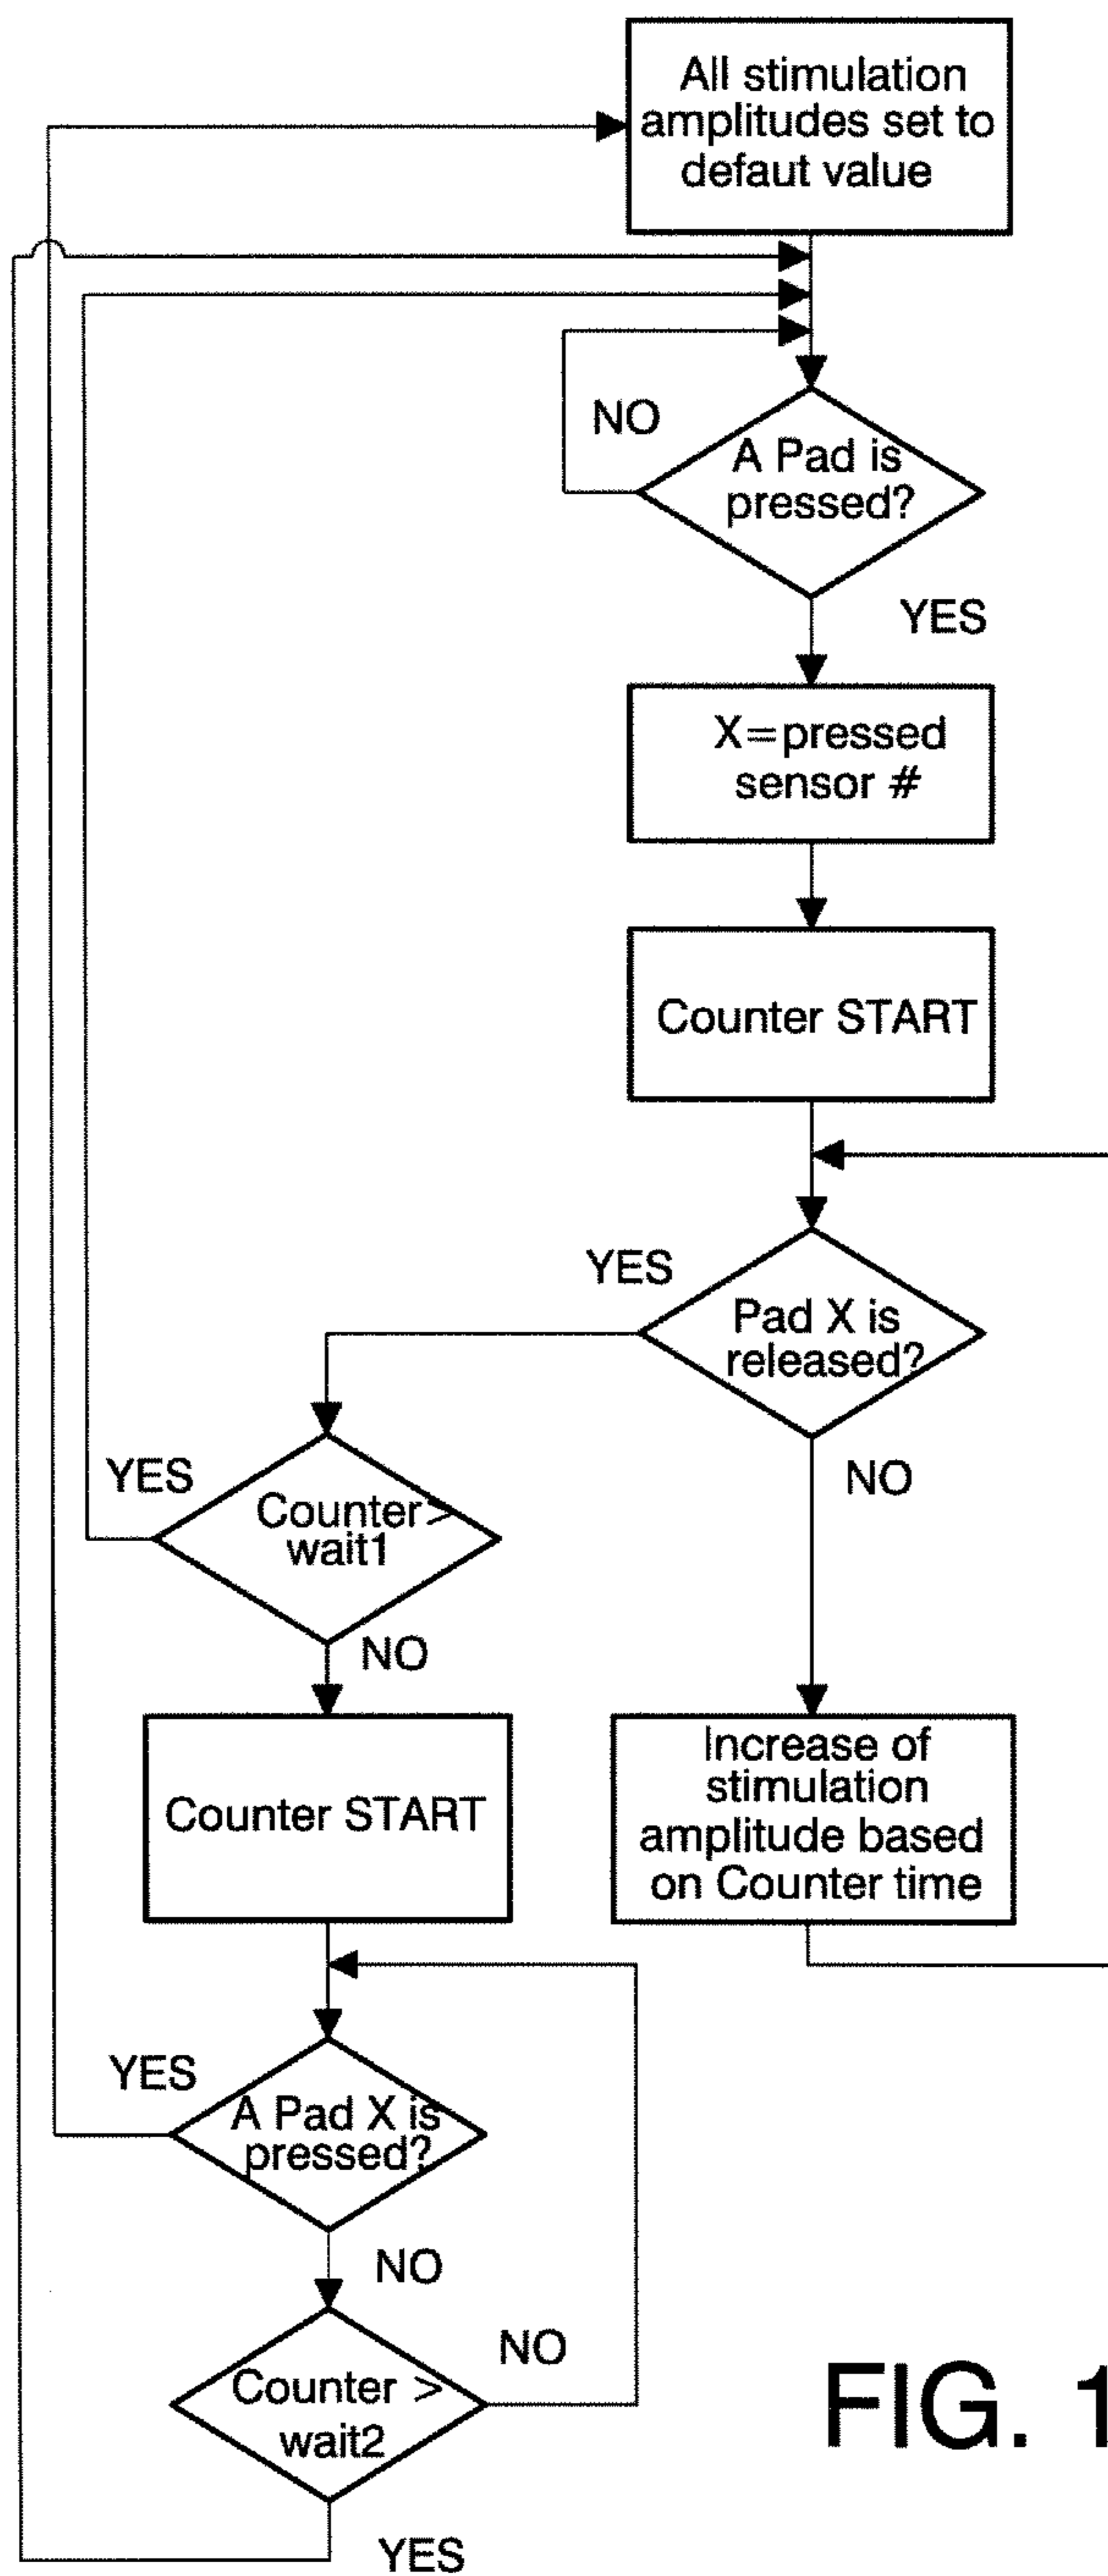 All stimulation
amplitudes set to
defaut value
NO
A Pad is
pressed?
YES
X=pressed
sensor #
Counter START
YES
Pad X is
released?
NO
YES
Counter >
wait1
NO
Counter START
Increase of
stimulation
amplitude based
on Counter time
YES
A Pad X is
pressed?
NO
Counter >
wait2
NO
YES
FIG. 1